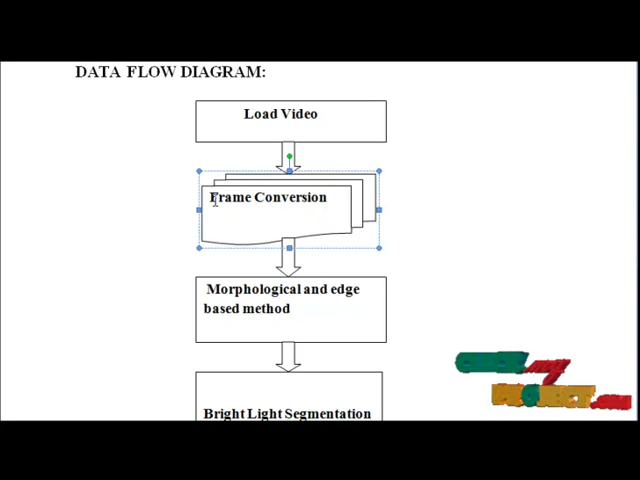 DATA FLOW DIAGRAM:
Load Video
Frame Conversion
Morphological and edge
based method
Bright Light Segmentation